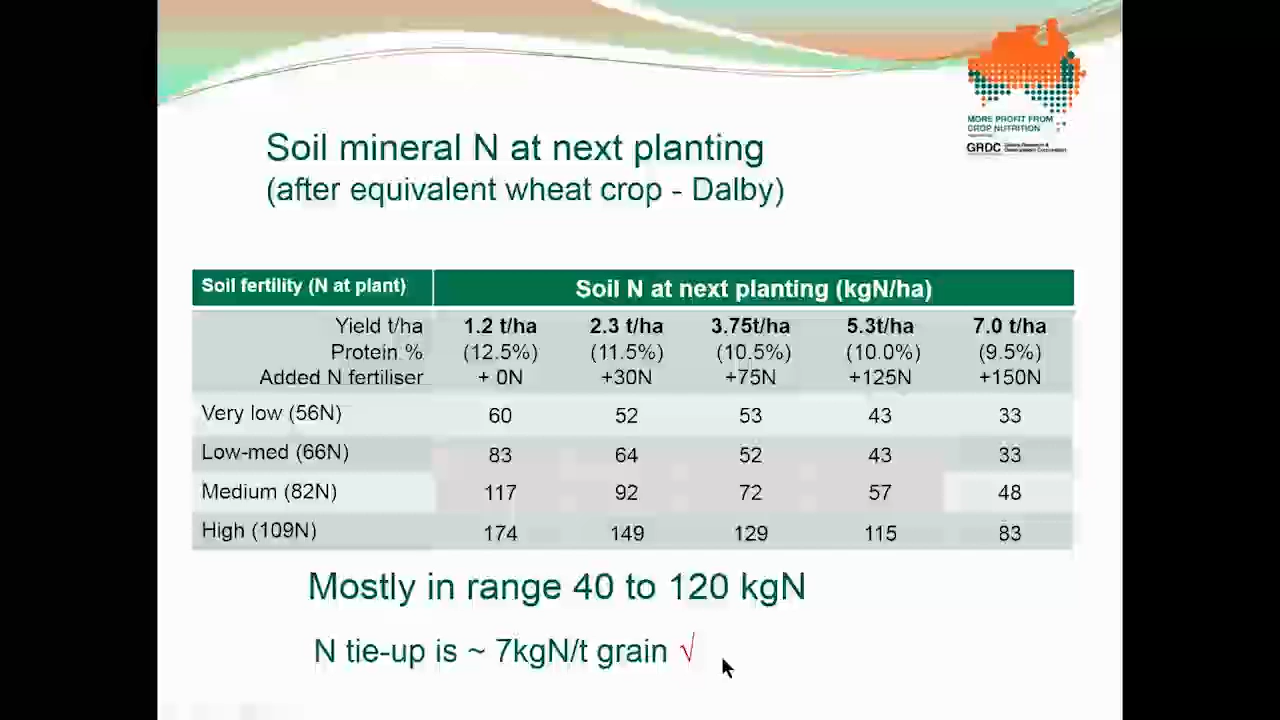 MORE PROFIT FROM
CROP NUTRITION
GRDC Grains Research & Development Corporation
Soil mineral N at next planting
(after equivalent wheat crop - Dalby)
Soil fertility (N at plant) Soil N at next planting (kgN/ha)
Yield t/ha 1.2 t/ha 2.3 t/ha 3.75t/ha 5.3t/ha 7.0 t/ha
Protein % (12.5%) (11.5%) (10.5%) (10.0%) (9.5%)
Added N fertiliser + 0N +30N +75N +125N +150N
Very low (56N) 60 52 53 43 33
Low-med (66N) 83 64 52 43 33
Medium (82N) 117 92 72 57 48
High (109N) 174 149 129 115 83
Mostly in range 40 to 120 kgN
N tie-up is ~ 7kgN/t grain √